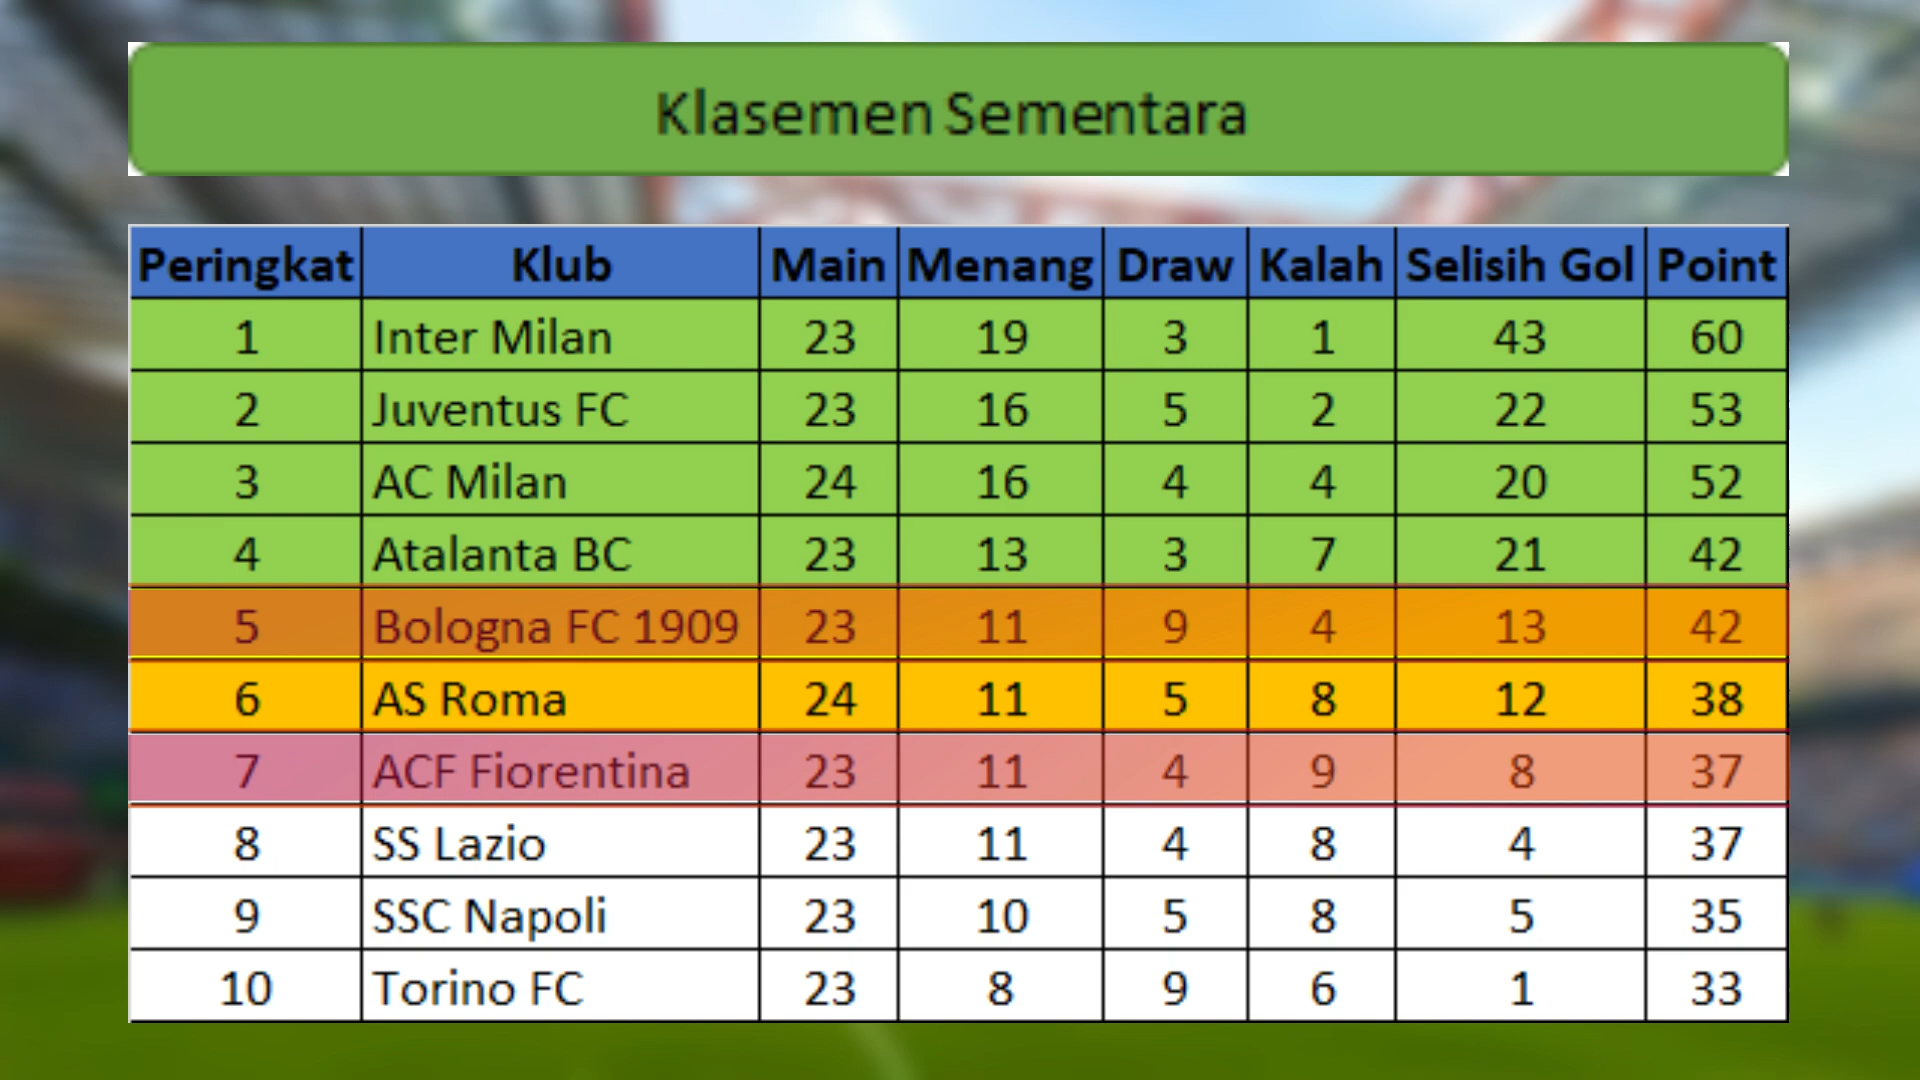 Klasemen Sementara
Peringkat Klub Main Menang Draw Kalah Selisih Gol Point
1 Inter Milan 23 19 3 1 43 60
2 Juventus FC 23 16 5 2 22 53
3 AC Milan 24 16 4 4 20 52
4 Atalanta BC 23 13 3 7 21 42
5 Bologna FC 1909 23 11 9 4 13 42
6 AS Roma 24 11 5 8 12 38
7 ACF Fiorentina 23 11 4 9 8 37
8 SS Lazio 23 11 4 8 4 37
9 SSC Napoli 23 10 5 8 5 35
10 Torino FC 23 8 9 6 1 33